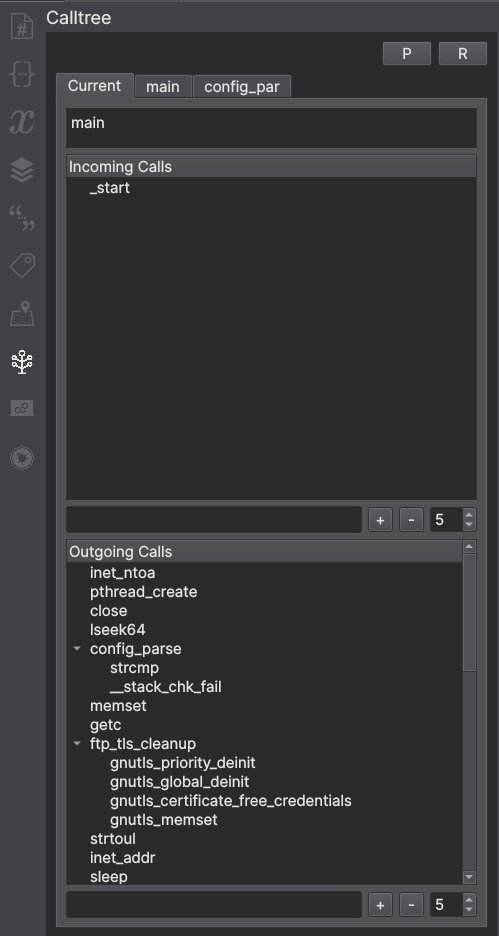 Calltree
P R
Current main config_par
main
Incoming Calls
_start
+ - 5
Outgoing Calls
inet_ntoa
pthread_create
close
lseek64
config_parse
strcmp
__stack_chk_fail
memset
getc
ftp_tls_cleanup
gnutls_priority_deinit
gnutls_global_deinit
gnutls_certificate_free_credentials
gnutls_memset
strtoul
inet_addr
sleep
+ - 5